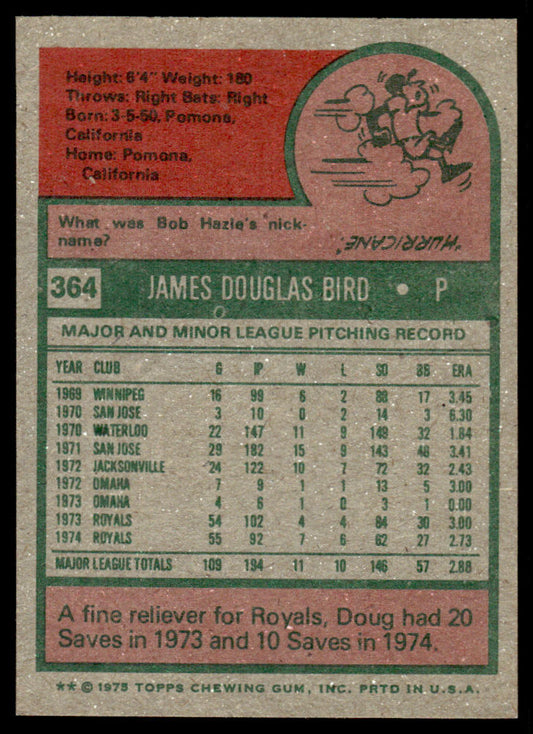 Height: 6'4" Weight: 180
Throws: Right Bats: Right
Born: 3-5-50, Pomona,
California
Home: Pomona,
California
What was Bob Hazle's nick-
name?
"HURRICANE."
364 JAMES DOUGLAS BIRD • P
MAJOR AND MINOR LEAGUE PITCHING RECORD
YEAR CLUB G IP W L SO BB ERA
1969 WINNIPEG 16 99 6 2 88 17 3.45
1970 SAN JOSE 3 10 0 2 14 3 6.30
1970 WATERLOO 22 147 11 9 149 32 1.84
1971 SAN JOSE 29 182 15 9 143 48 3.41
1972 JACKSONVILLE 24 122 10 7 72 32 2.43
1972 OMAHA 7 9 1 1 13 5 3.00
1973 OMAHA 4 6 1 0 3 1 0.00
1973 ROYALS 54 102 4 4 84 30 3.00
1974 ROYALS 55 92 7 6 62 27 2.73
MAJOR LEAGUE TOTALS 109 194 11 10 146 57 2.88
A fine reliever for Royals, Doug had 20
Saves in 1973 and 10 Saves in 1974.
** © 1975 TOPPS CHEWING GUM, INC. PRTD IN U.S.A.